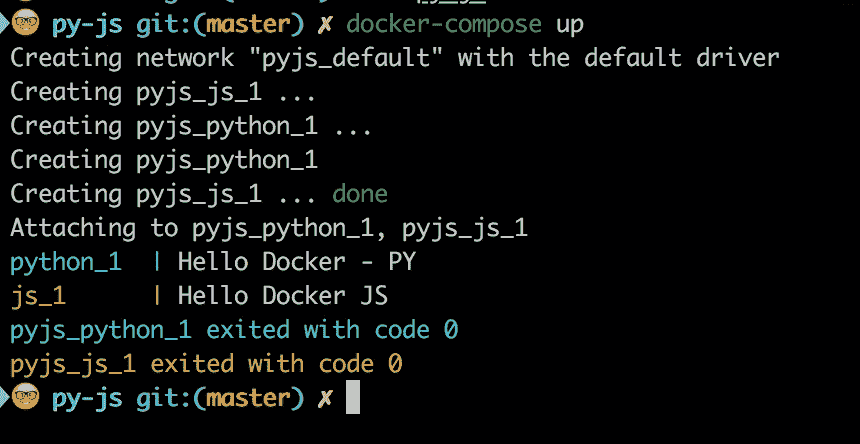 py-js git:(master) ✗ docker-compose up
Creating network "pyjs_default" with the default driver
Creating pyjs_js_1 ...
Creating pyjs_python_1 ...
Creating pyjs_python_1
Creating pyjs_js_1 ... done
Attaching to pyjs_python_1, pyjs_js_1
python_1  | Hello Docker - PY
js_1      | Hello Docker JS
pyjs_python_1 exited with code 0
pyjs_js_1 exited with code 0
py-js git:(master) ✗